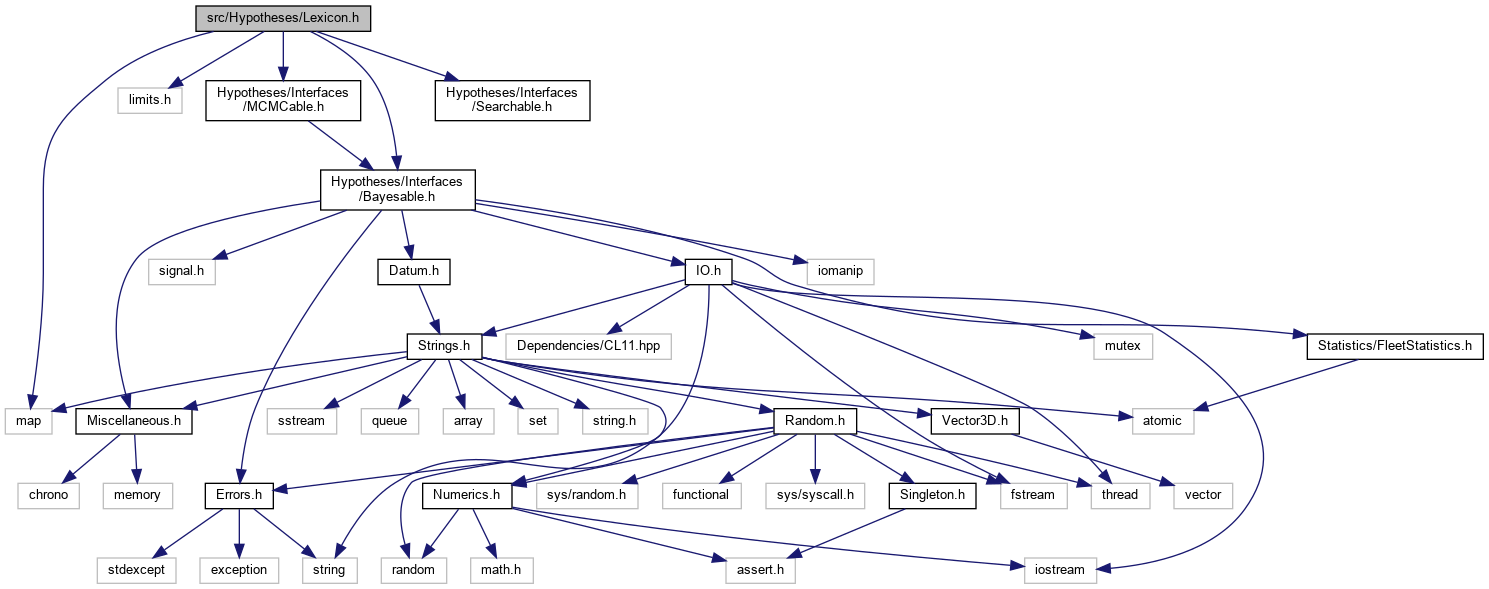 src/Hypotheses/Lexicon.h
limits.h
Hypotheses/Interfaces
/MCMCable.h
Hypotheses/Interfaces
/Searchable.h
Hypotheses/Interfaces
/Bayesable.h
signal.h
Datum.h
IO.h
iomanip
Strings.h
Dependencies/CL11.hpp
mutex
Statistics/FleetStatistics.h
map
Miscellaneous.h
sstream
queue
array
set
string.h
Random.h
Vector3D.h
atomic
chrono
memory
Errors.h
Numerics.h
sys/random.h
functional
sys/syscall.h
Singleton.h
fstream
thread
vector
stdexcept
exception
string
random
math.h
assert.h
iostream